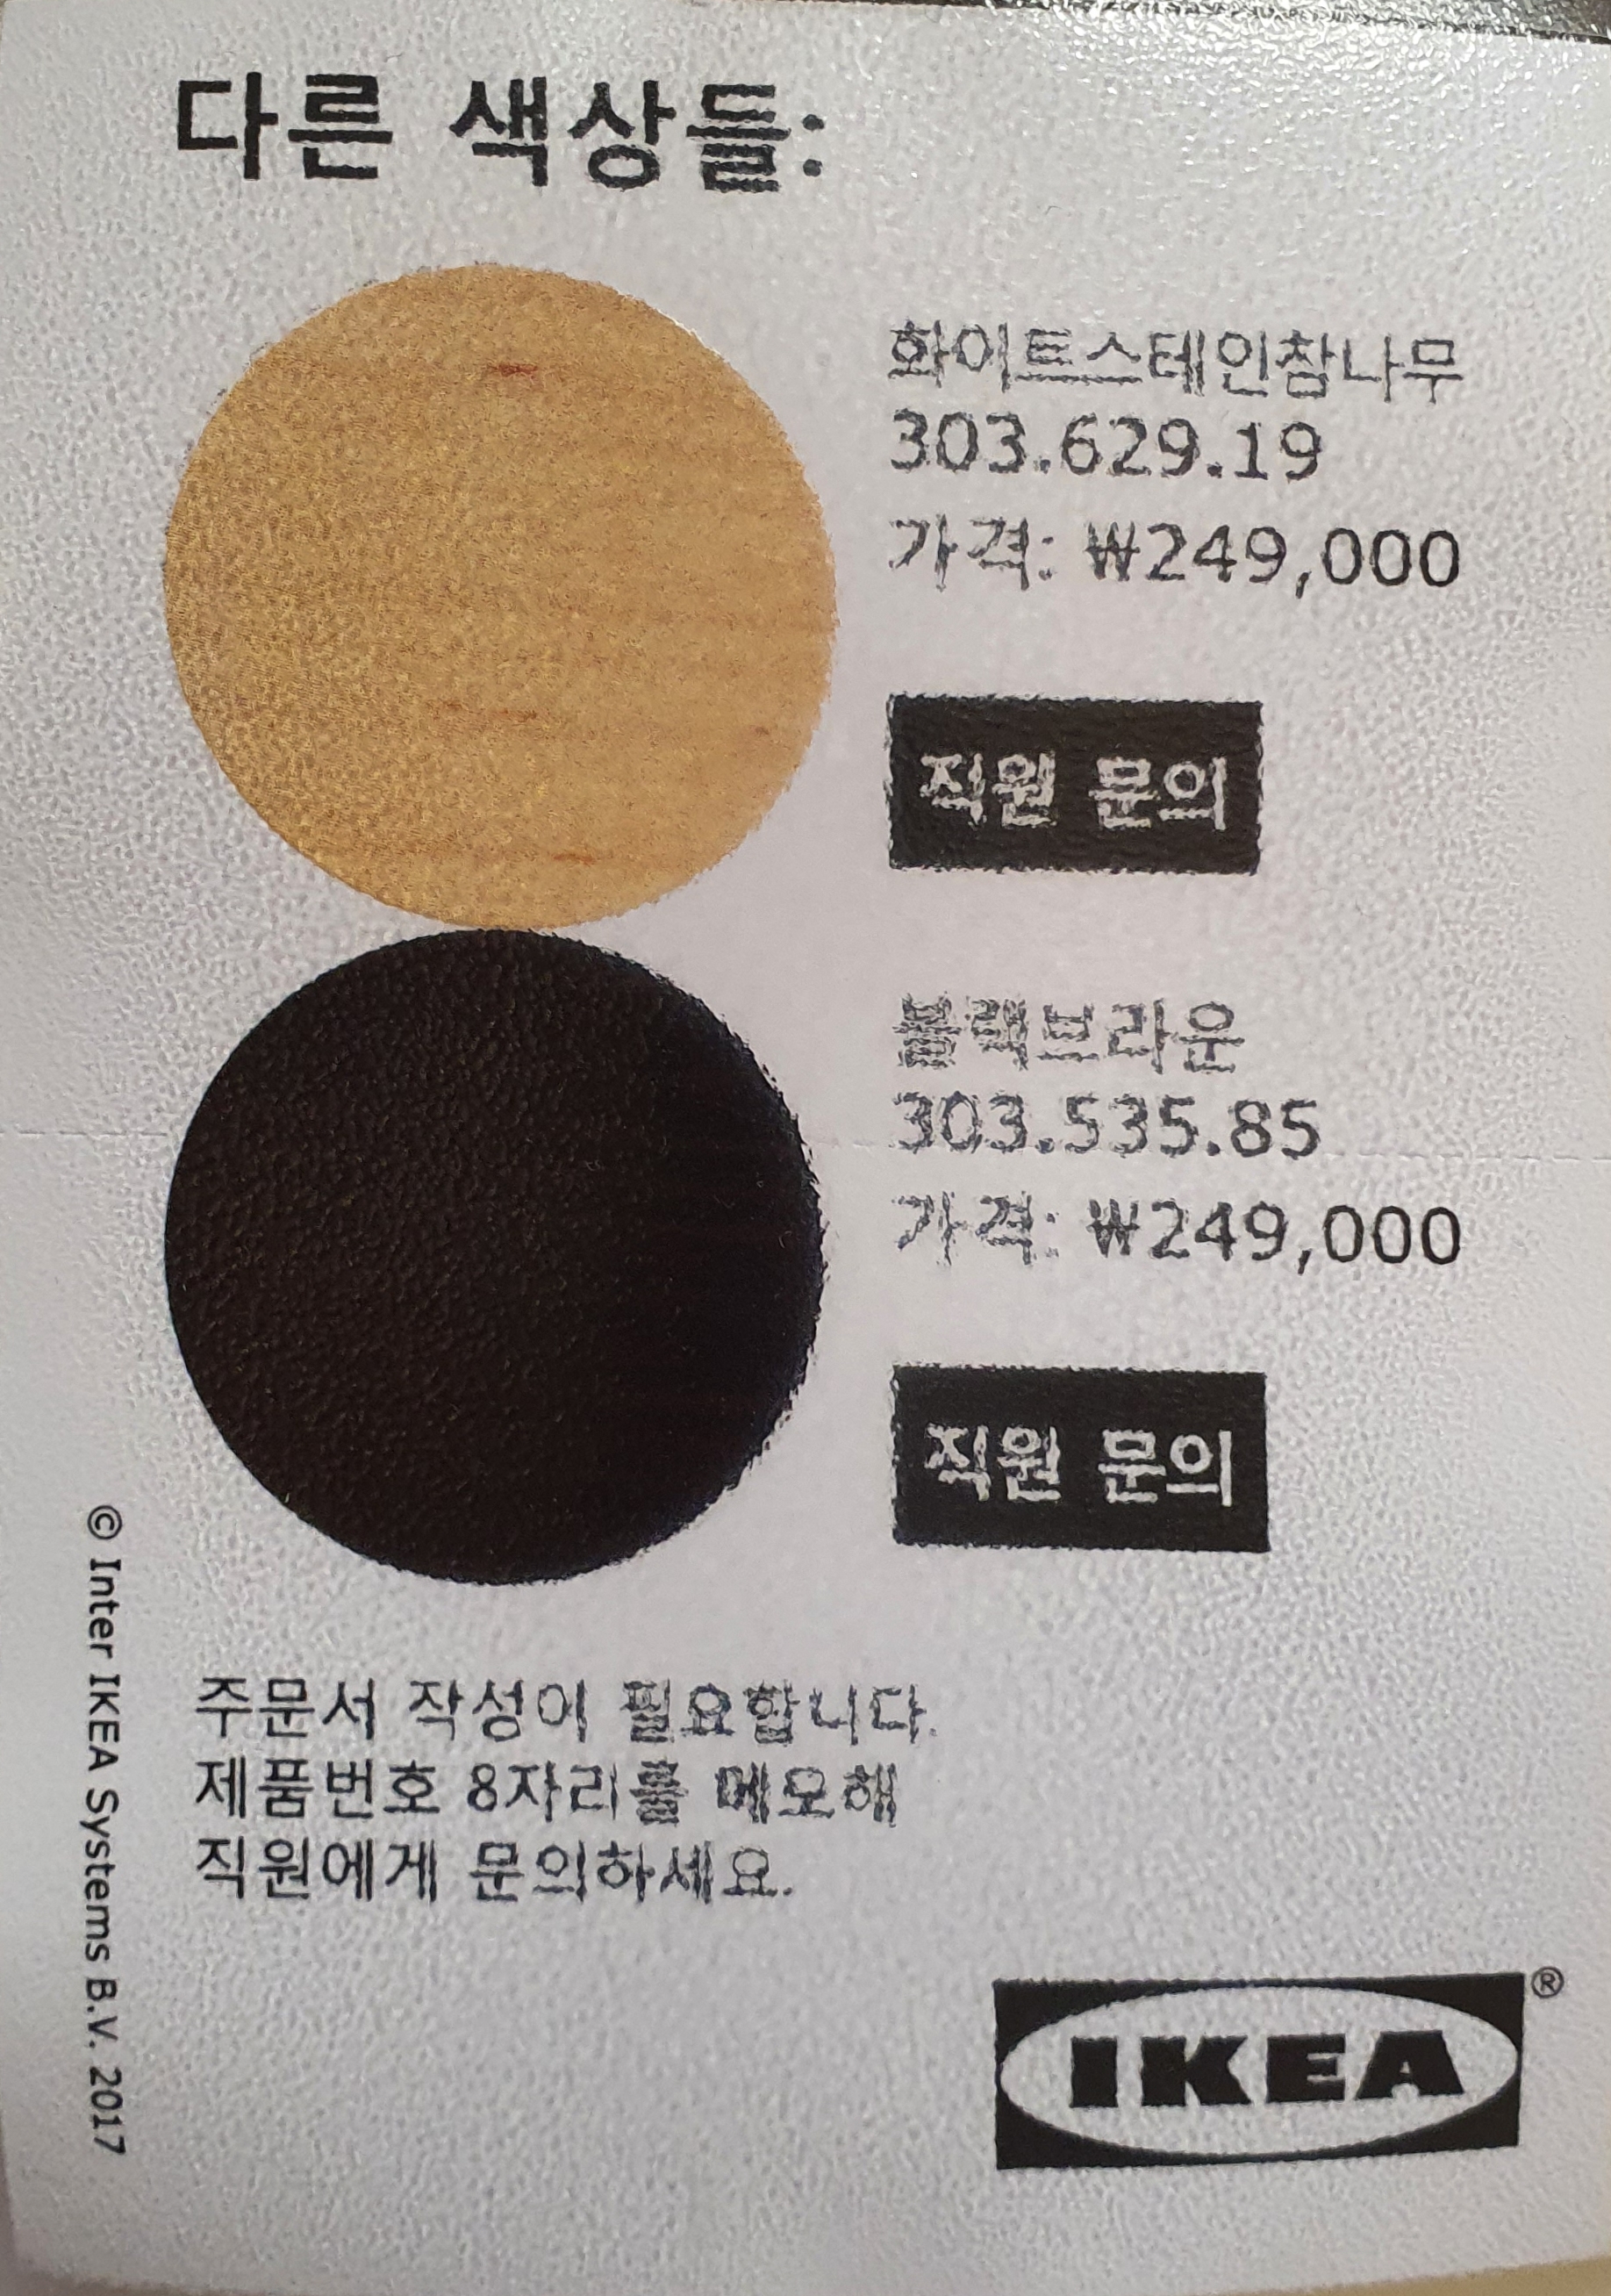 다른 색상들:
화이트스테인참나무
303.629.19
가격: ₩249,000
직원 문의
블랙브라운
303.535.85
가격: ₩249,000
직원 문의
주문서 작성이 필요합니다.
제품번호 8자리를 메모해
직원에게 문의하세요.
© Inter IKEA Systems B.V. 2017
IKEA®